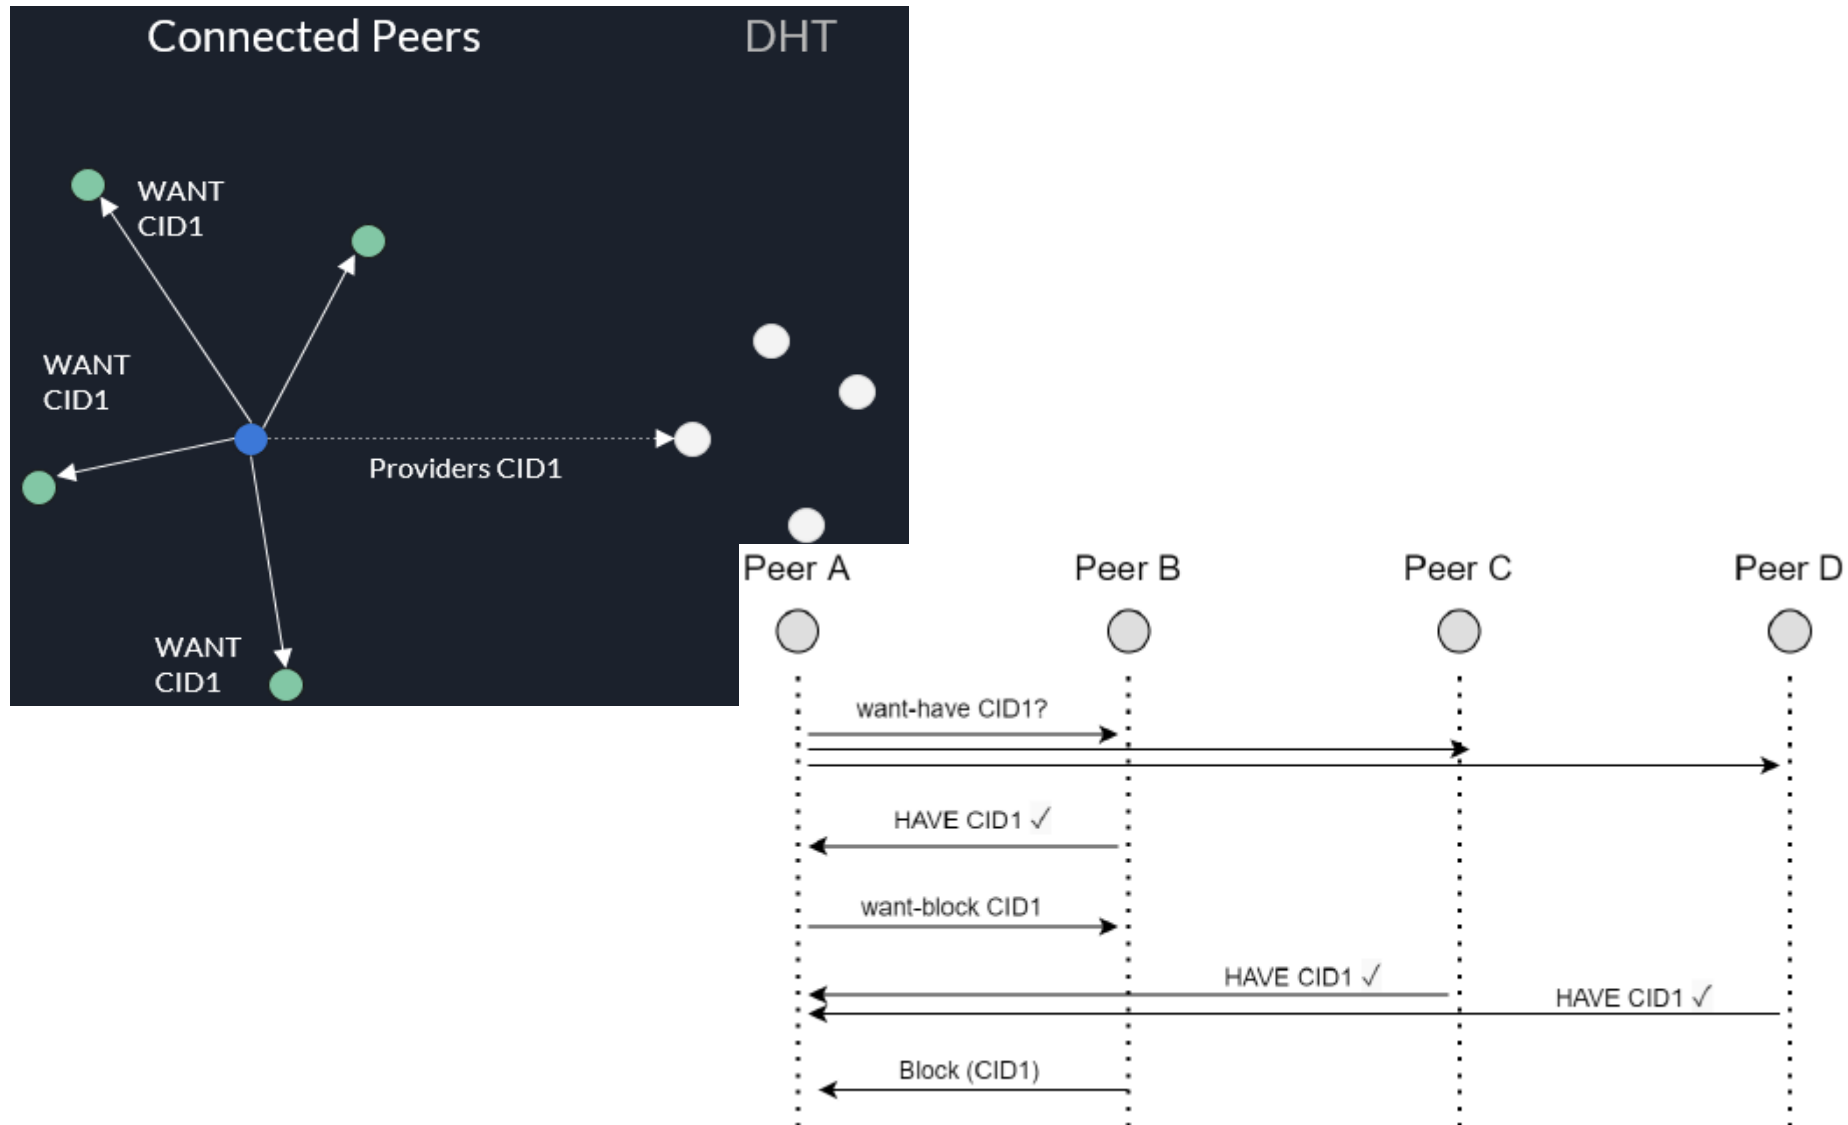 Connected Peers
DHT
WANT
CID1
WANT
CID1
Providers CID1
WANT
CID1
Peer A
Peer B
Peer C
Peer D
want-have CID1?
HAVE CID1 ✓
want-block CID1
HAVE CID1 ✓
HAVE CID1 ✓
Block (CID1)